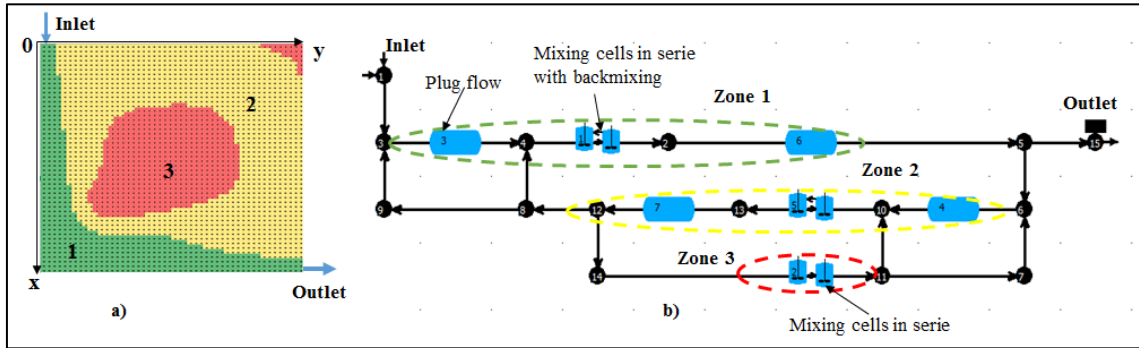 Inlet
0
y
2
3
1
x
Outlet
a)
Inlet
Mixing cells in serie
with backmixing
Plug flow
Zone 1
Outlet
1
3
3
4
1
2
6
5
15
Zone 2
9
8
12
7
13
5
10
4
6
Zone 3
14
2
11
7
b)
Mixing cells in serie